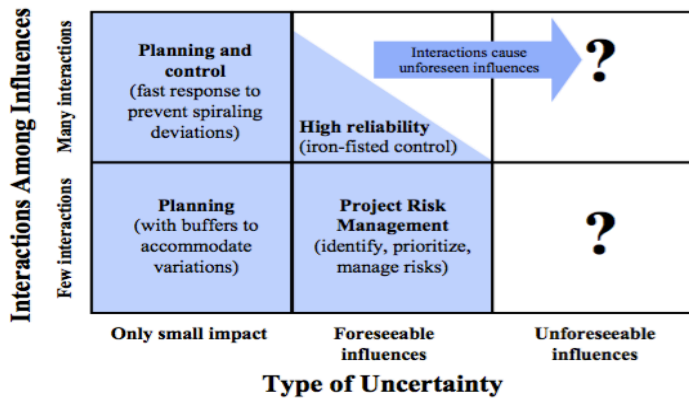 Interactions Among Influences
Many interactions
Few interactions
Planning and
control
(fast response to
prevent spiraling
deviations)
High reliability
(iron-fisted control)
Interactions cause
unforeseen influences
?
Planning
(with buffers to
accommodate
variations)
Project Risk
Management
(identify, prioritize,
manage risks)
?
Only small impact
Foreseeable
influences
Unforeseeable
influences
Type of Uncertainty